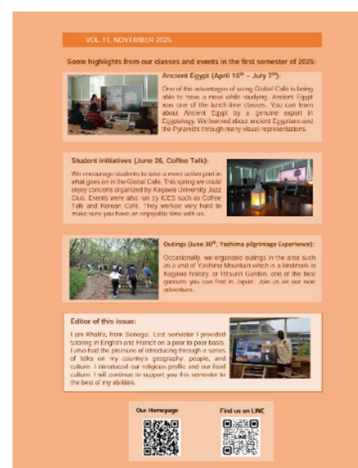 VOL 11, NOVEMBER 2025
Some highlights from our classes and events in the first semester of 2025:
Ancient Egypt (April 15th – July 7th):
One of the advantages of using Global Cafe is being
able to have a meal while studying. Ancient Egypt
was one of the lunch-time classes. You can learn
about Ancient Egypt by a genuine expert in
Egyptology. We learned about ancient Egyptians and
the Pyramids through many visual representations.
Student initiatives (June 26, Coffee Talk):
We encourage students to take a more active part in
what goes on in the Global Cafe. This spring we could
enjoy concerts organized by Kagawa University Jazz
Club. Events were also run by ICES such as Coffee
Talk and Korean Café. They worked very hard to
make sure you have an enjoyable time with us.
Outings (June 30th, Yashima pilgrimage Experience):
Occasionally, we organized outings in the area such
as a visit of Yashima Mountain which is a landmark in
Kagawa history, or Ritsurin Garden, one of the best
gardens you can find in Japan. Join us on our next
adventure.
Editor of this issue:
I am Khalifa, from Senegal. Last semester I provided
tutoring in English and French on a peer to peer basis.
I also had the pleasure of introducing through a series
of talks on my country's geography, people, and
culture. I introduced our religious profile and our food
culture. I will continue to support you this semester to
the best of my abilities.
Our Homepage
Find us on LINE
LINE